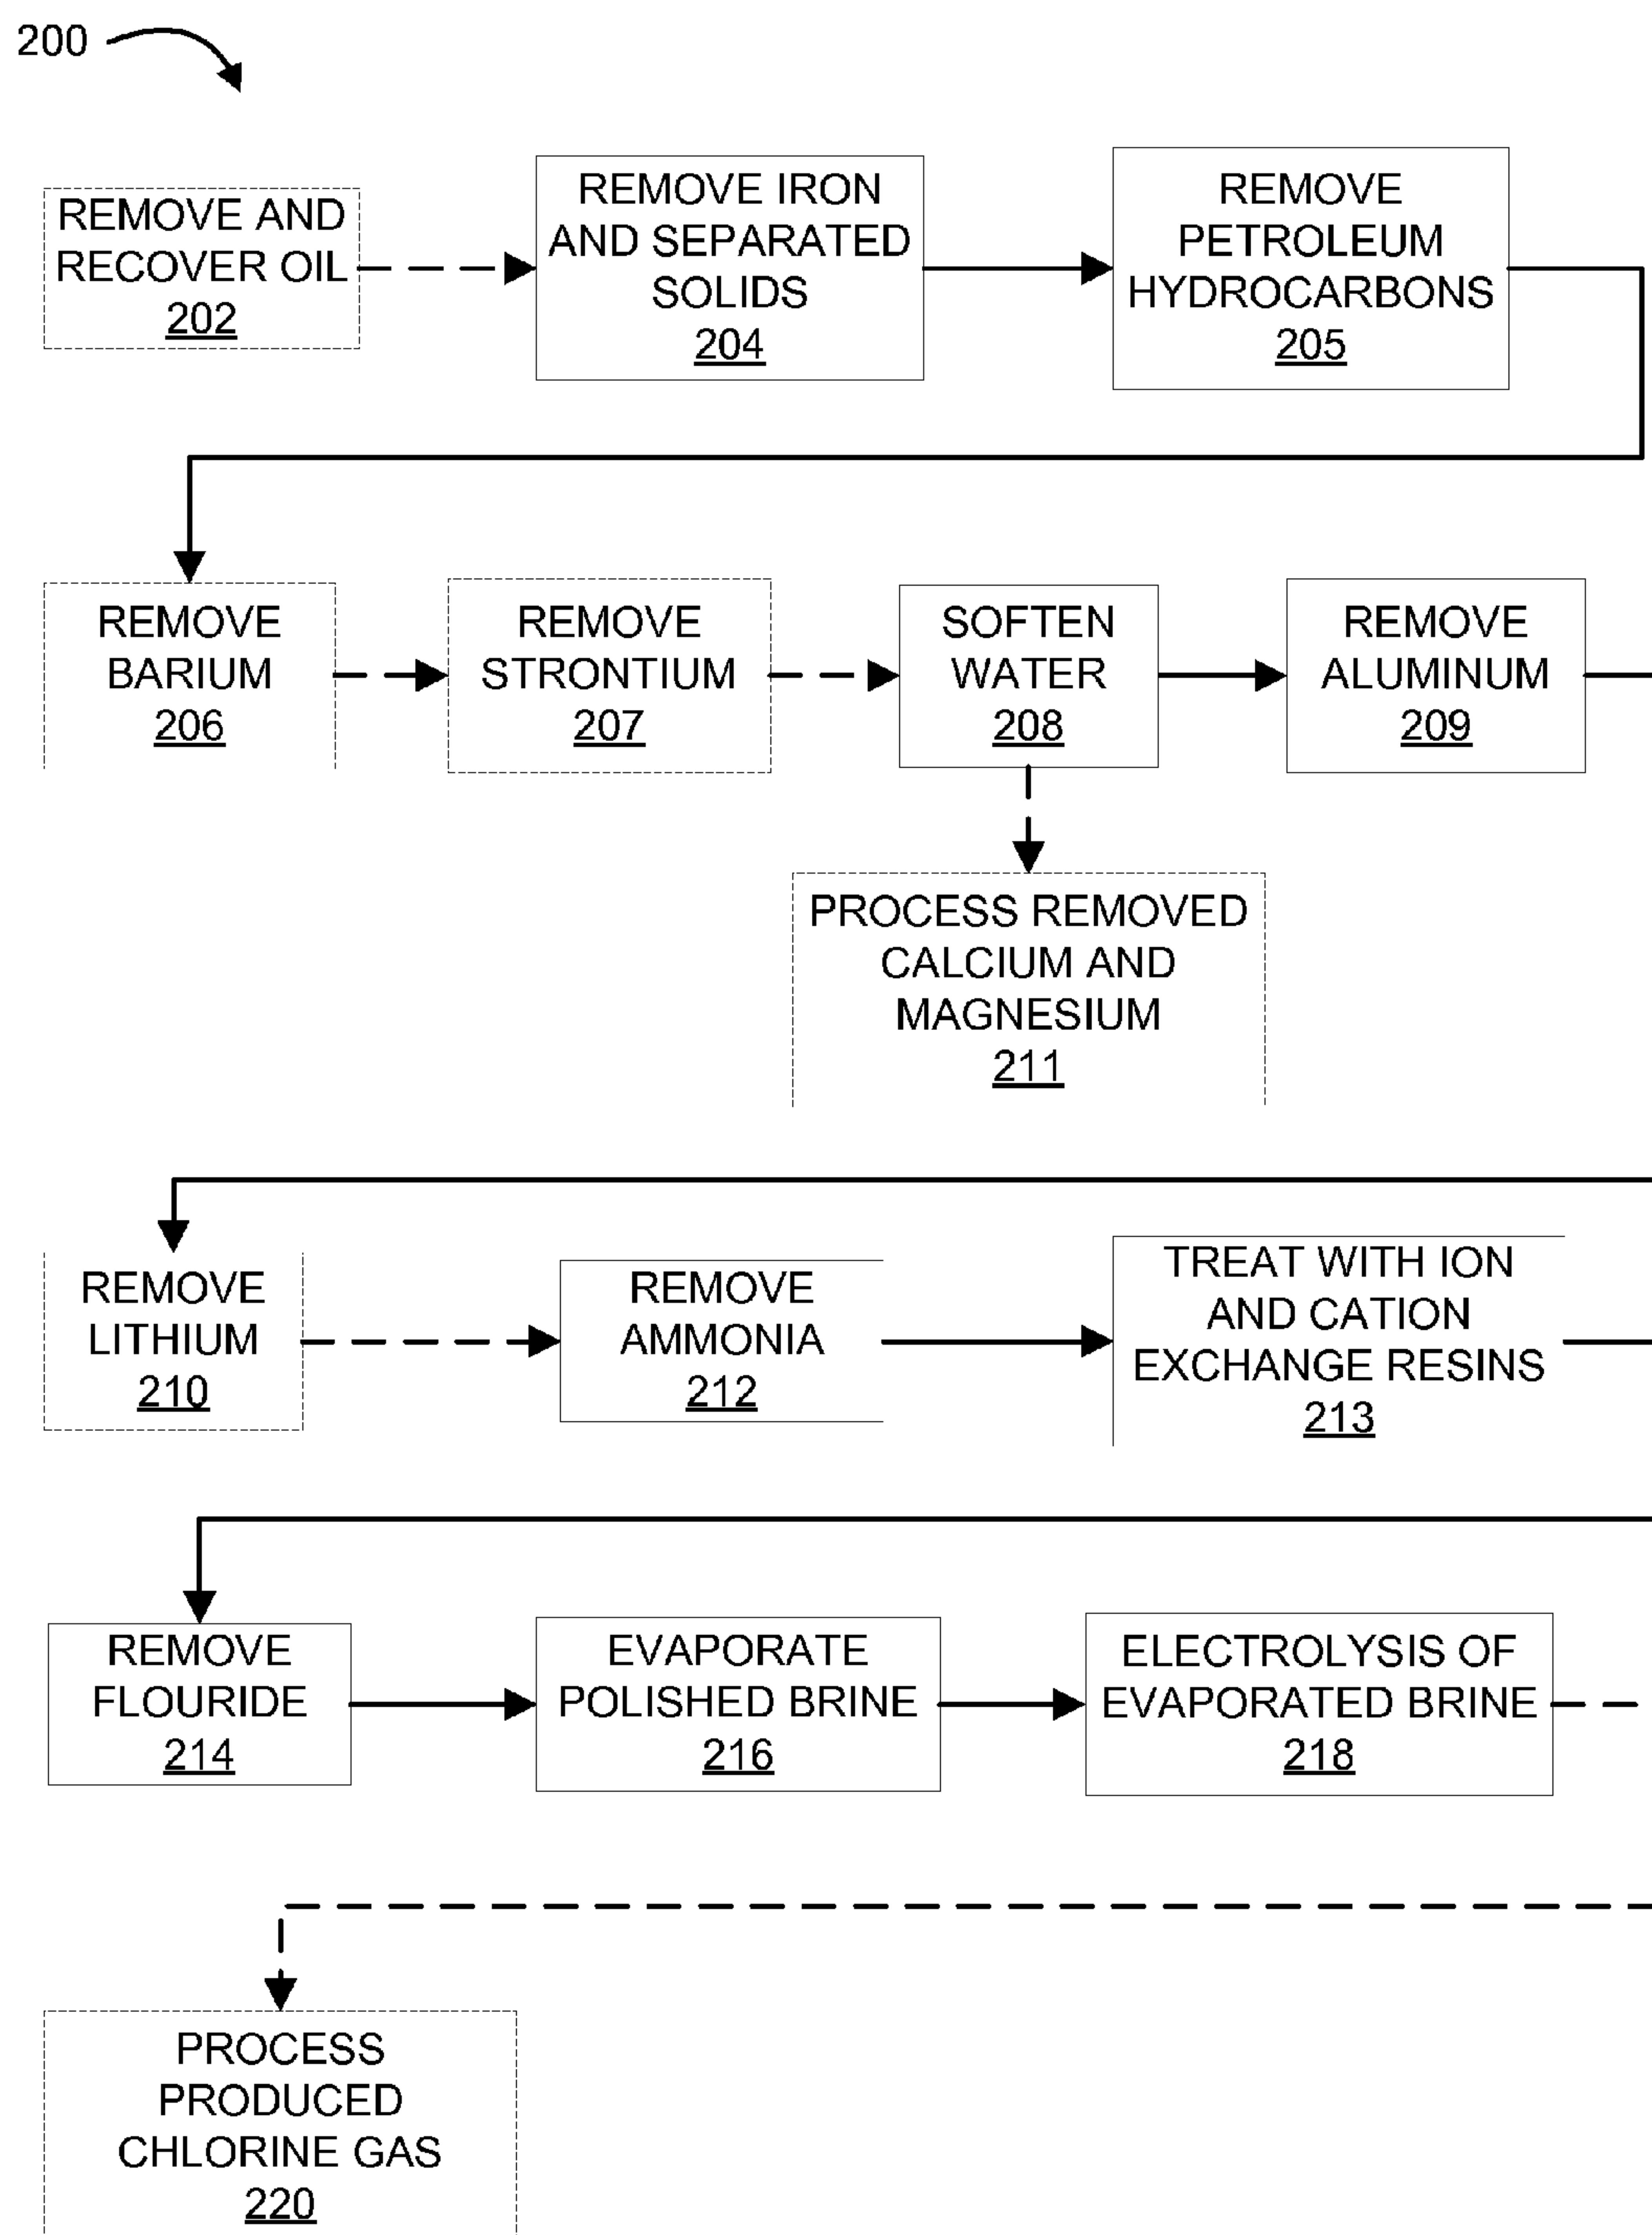 200
REMOVE AND
RECOVER OIL
202
REMOVE IRON
AND SEPARATED
SOLIDS
204
REMOVE
PETROLEUM
HYDROCARBONS
205
REMOVE
BARIUM
206
REMOVE
STRONTIUM
207
SOFTEN
WATER
208
REMOVE
ALUMINUM
209
PROCESS REMOVED
CALCIUM AND
MAGNESIUM
211
REMOVE
LITHIUM
210
REMOVE
AMMONIA
212
TREAT WITH ION
AND CATION
EXCHANGE RESINS
213
REMOVE
FLOURIDE
214
EVAPORATE
POLISHED BRINE
216
ELECTROLYSIS OF
EVAPORATED BRINE
218
PROCESS
PRODUCED
CHLORINE GAS
220